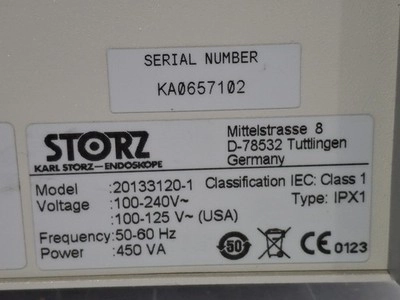 SERIAL NUMBER
KA0657102
STORZ
KARL STORZ—ENDOSKOPE
Mittelstrasse 8
D-78532 Tuttlingen
Germany
Model :20133120-1 Classification IEC: Class 1
Voltage :100-240V~ Type: IPX1
:100-125 V~ (USA)
Frequency:50-60 Hz
Power :450 VA
50 CE 0123